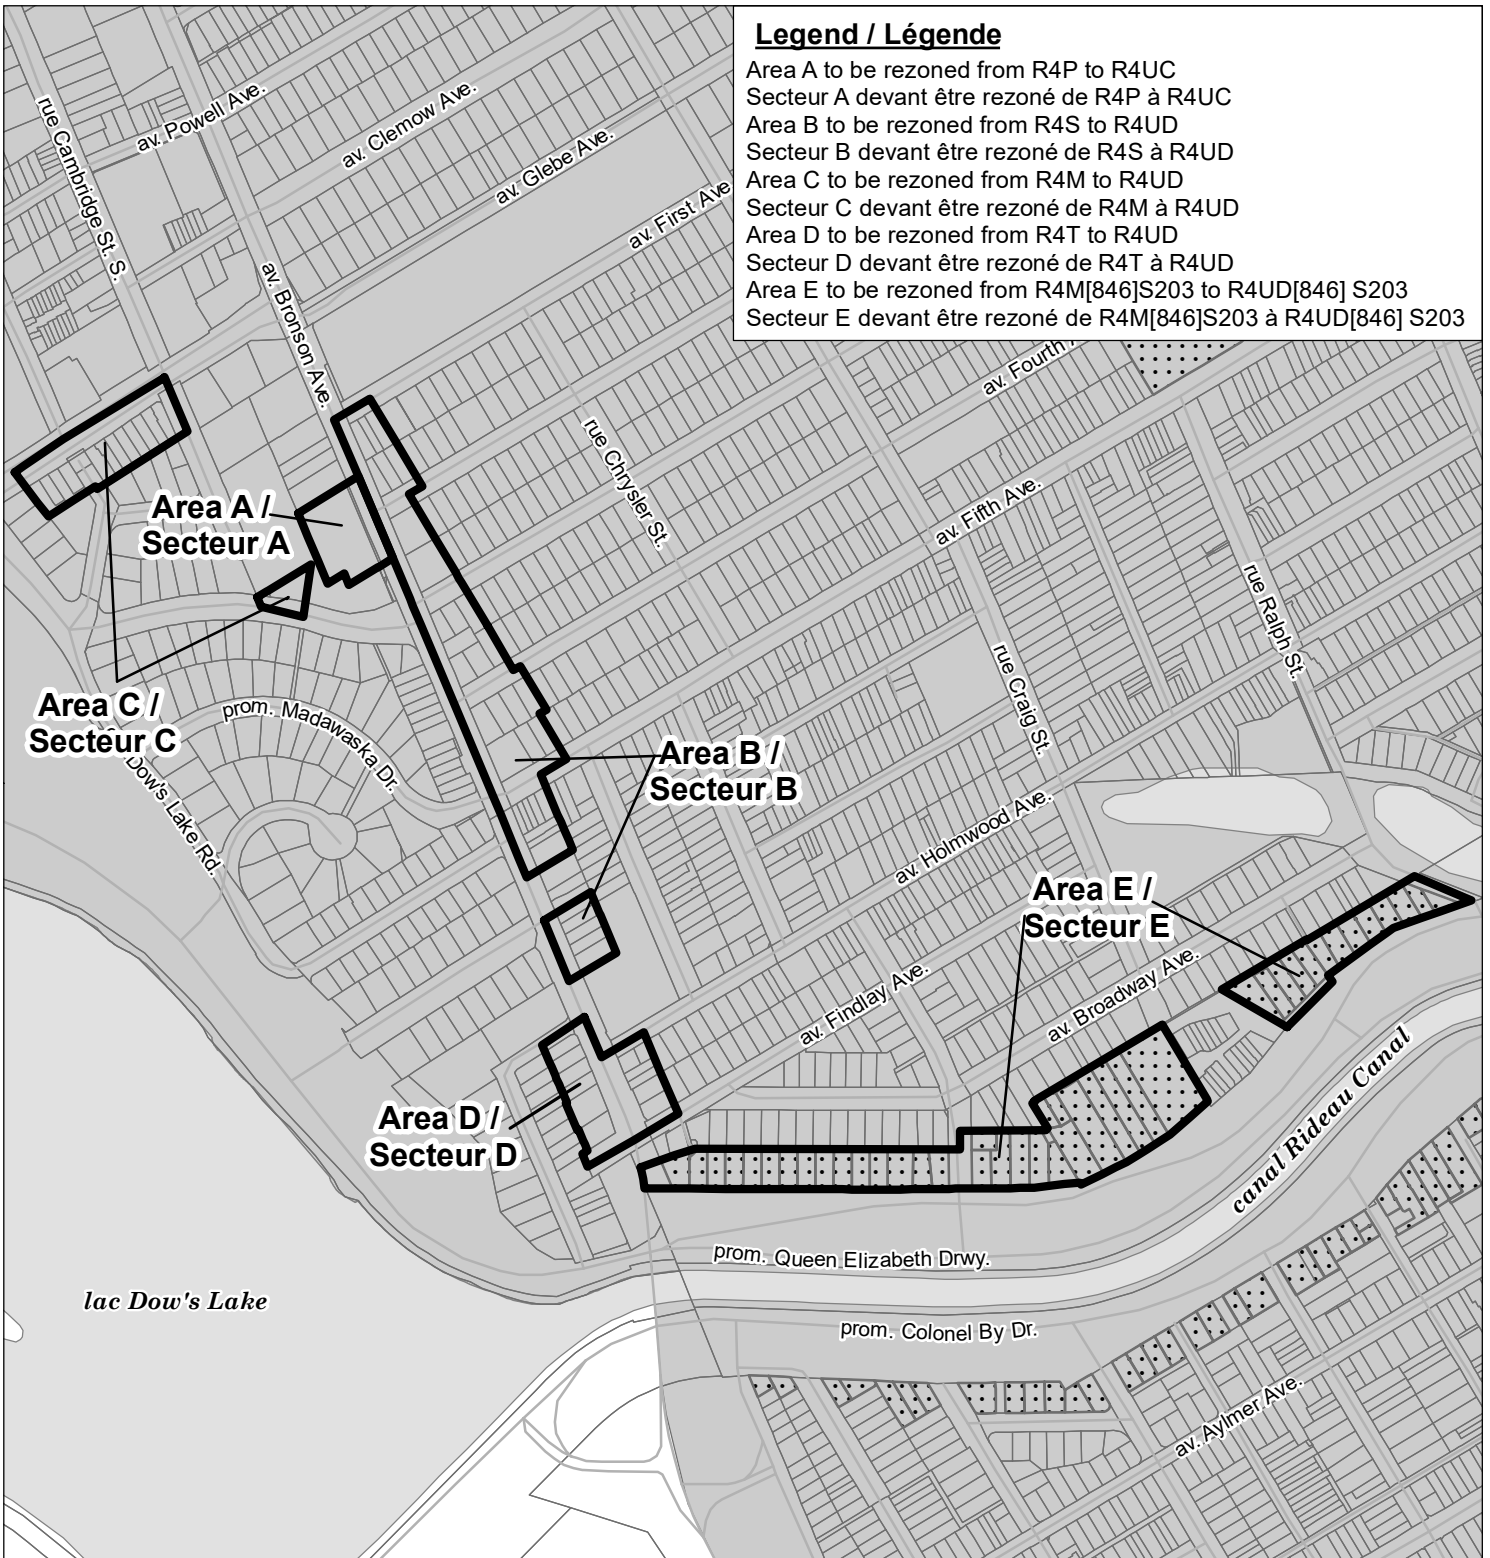 Legend / Légende
Area A to be rezoned from R4P to R4UC
Secteur A devant être rezoné de R4P à R4UC
Area B to be rezoned from R4S to R4UD
Secteur B devant être rezoné de R4S à R4UD
Area C to be rezoned from R4M to R4UD
Secteur C devant être rezoné de R4M à R4UD
Area D to be rezoned from R4T to R4UD
Secteur D devant être rezoné de R4T à R4UD
Area E to be rezoned from R4M[846]S203 to R4UD[846] S203
Secteur E devant être rezoné de R4M[846]S203 à R4UD[846] S203
rue Cambridge St. S.
av. Powell Ave.
av. Clemow Ave.
av. Glebe Ave.
av. First Ave
av. Bronson Ave.
av. Fourth
rue Chrysler St.
av. Fifth Ave.
Area A /
Secteur A
rue Ralph St.
rue Craig St.
Area C /
Secteur C
prom. Madawaska Dr.
Dow's Lake Rd.
Area B /
Secteur B
av. Holmwood Ave.
Area E /
Secteur E
av. Findlay Ave.
av. Broadway Ave.
Area D /
Secteur D
canal Rideau Canal
prom. Queen Elizabeth Drwy.
lac Dow's Lake
prom. Colonel By Dr.
av. Aylmer Ave.